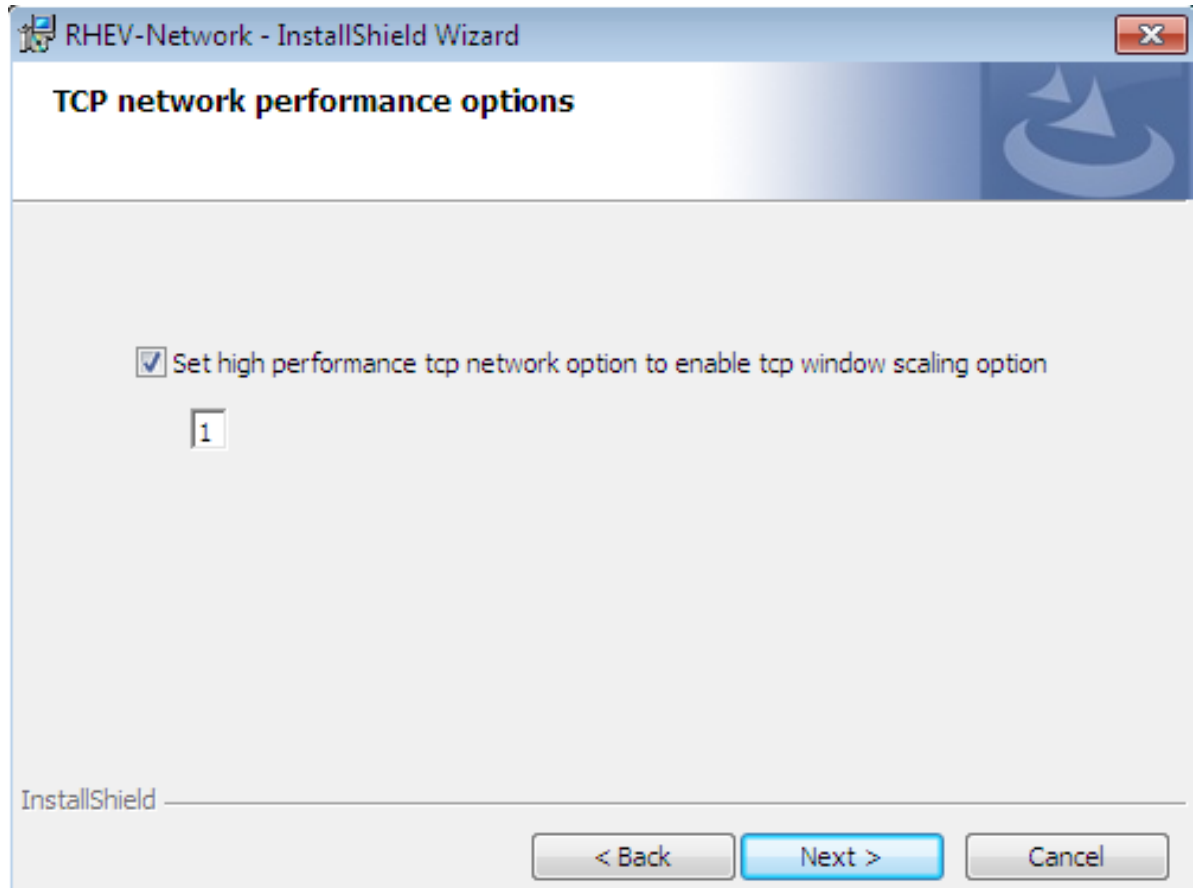 RHEV-Network - InstallShield Wizard
TCP network performance options
Set high performance tcp network option to enable tcp window scaling option
1
InstallShield
< Back Next > Cancel